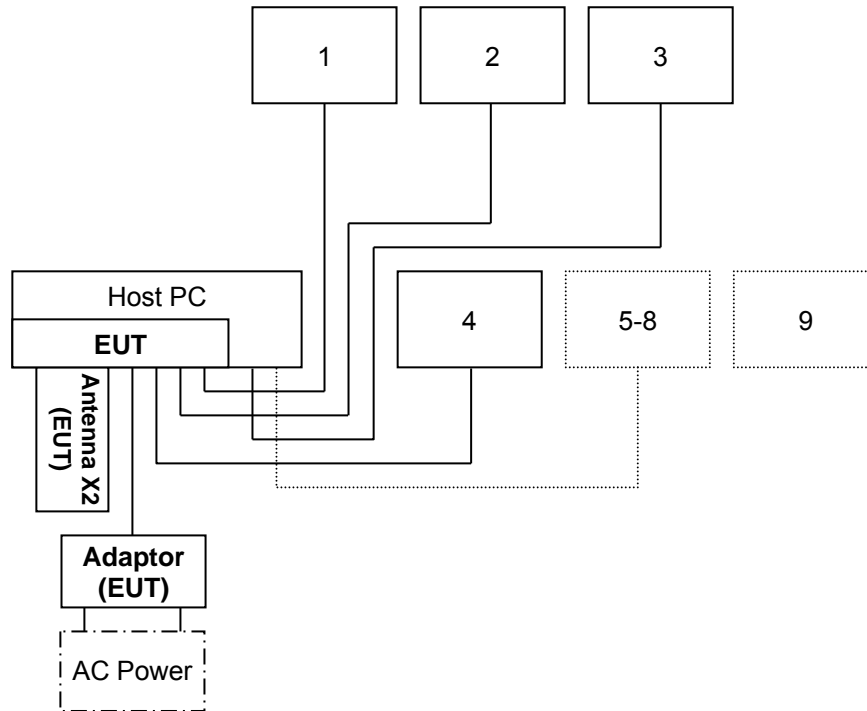 1
2
3
Host PC
EUT
4
5-8
9
Antenna X2
(EUT)
Adaptor
(EUT)
AC Power